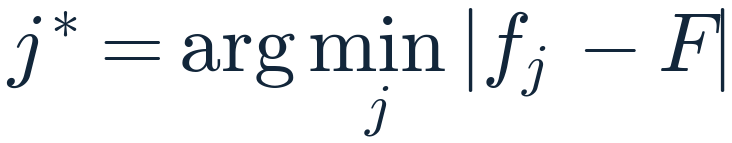 j* = arg min_j |f_j − F|